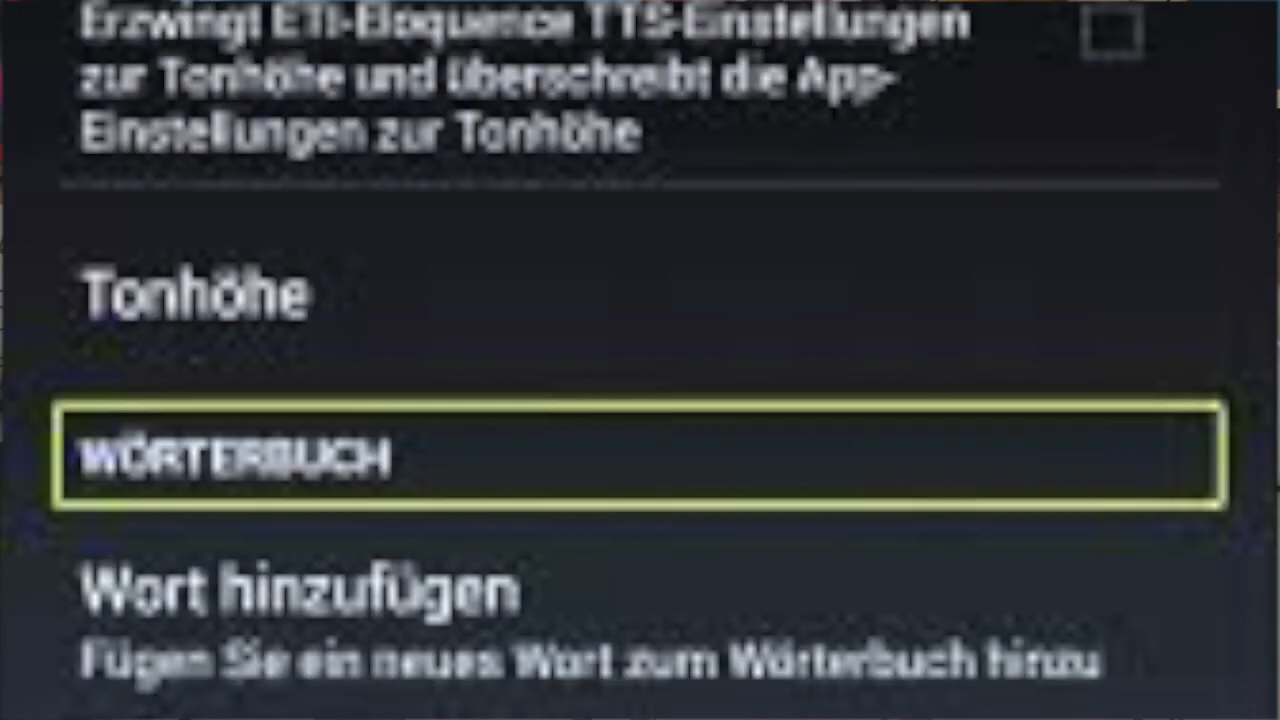 Erzwingt ETI-Eloquence TTS-Einstellungen
zur Tonhöhe und überschreibt die App-
Einstellungen zur Tonhöhe
Tonhöhe
WÖRTERBUCH
Wort hinzufügen
Fügen Sie ein neues Wort zum Wörterbuch hinzu